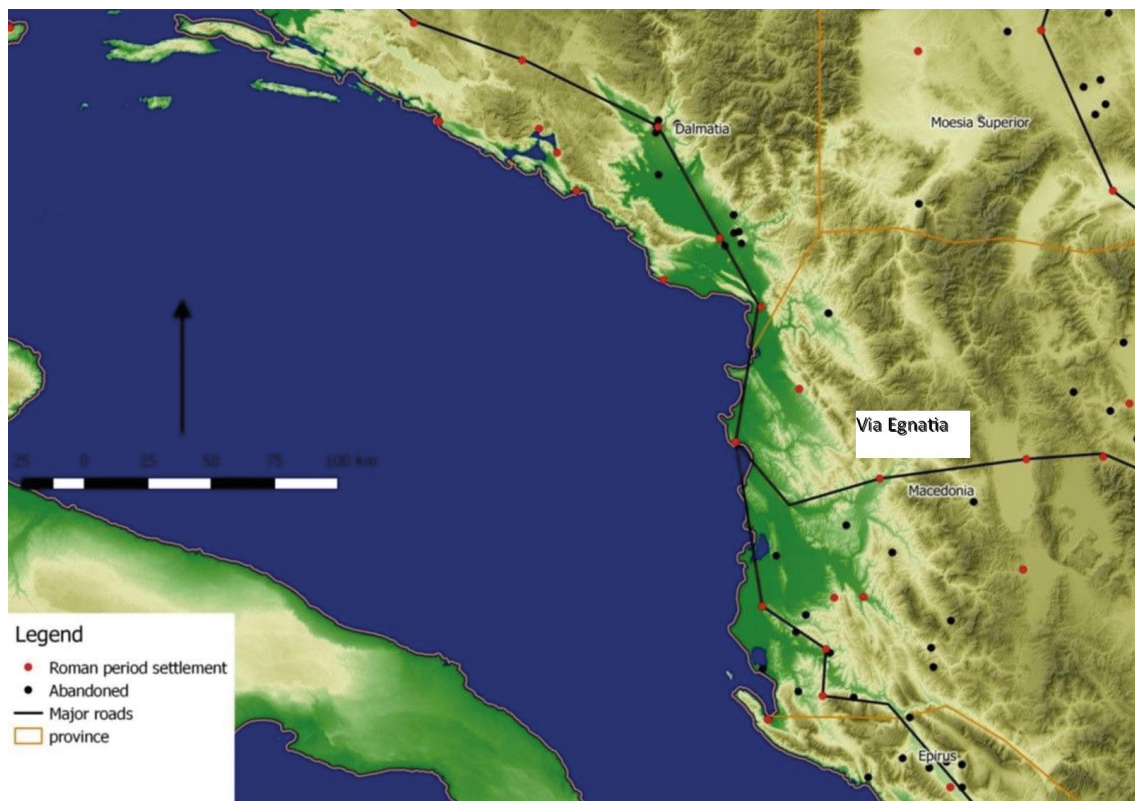 Dalmatia
Moesia Superior
Via Egnatia
25 0 25 50 75 100 km
Macedonia
Legend
Roman period settlement
Abandoned
Major roads
province
Epirus